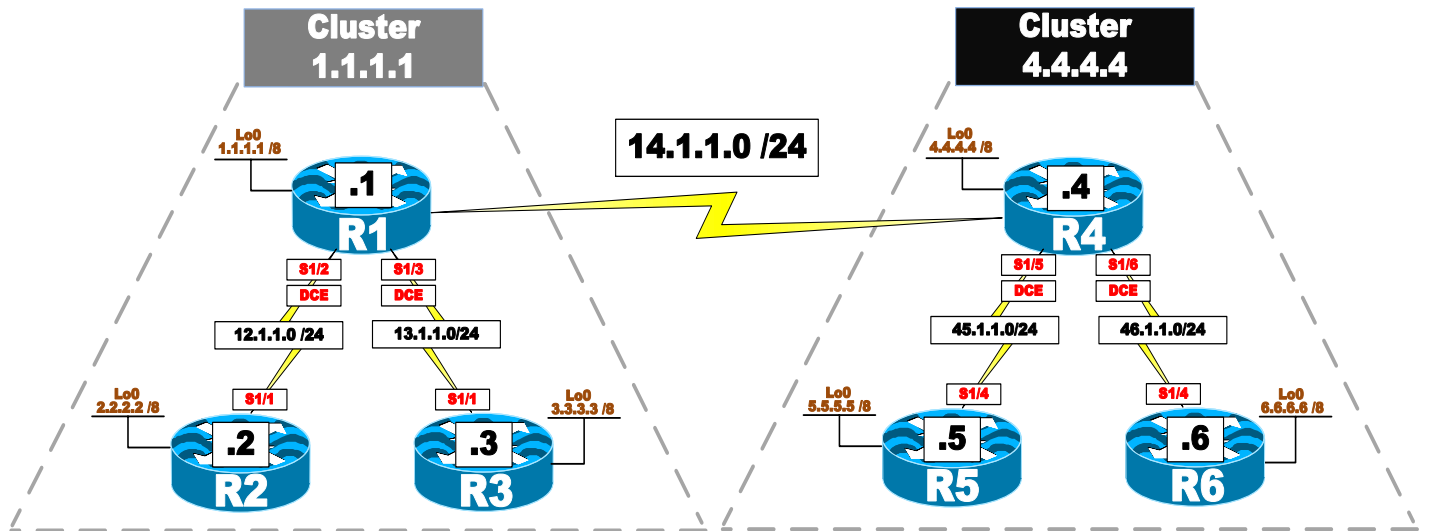 Cluster
1.1.1.1
Cluster
4.4.4.4
Lo0
1.1.1.1 /8
14.1.1.0 /24
Lo0
4.4.4.4 /8
.1
R1
.4
R4
S1/2
S1/3
DCE
DCE
S1/5
S1/6
DCE
DCE
12.1.1.0 /24
13.1.1.0/24
45.1.1.0/24
46.1.1.0/24
Lo0
2.2.2.2 /8
S1/1
S1/1
Lo0
3.3.3.3 /8
Lo0
5.5.5.5 /8
S1/4
S1/4
Lo0
6.6.6.6 /8
.2
R2
.3
R3
.5
R5
.6
R6